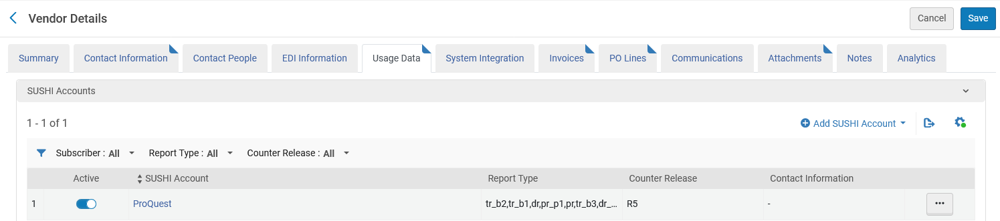 Vendor Details
Cancel Save
Summary Contact Information Contact People EDI Information Usage Data System Integration Invoices PO Lines Communications Attachments Notes Analytics
SUSHI Accounts
1 - 1 of 1
Add SUSHI Account
Subscriber : All Report Type : All Counter Release : All
Active SUSHI Account Report Type Counter Release Contact Information
1 ProQuest tr_b2,tr_b1,dr,pr_p1,pr,tr_b3,dr_... R5 - ...